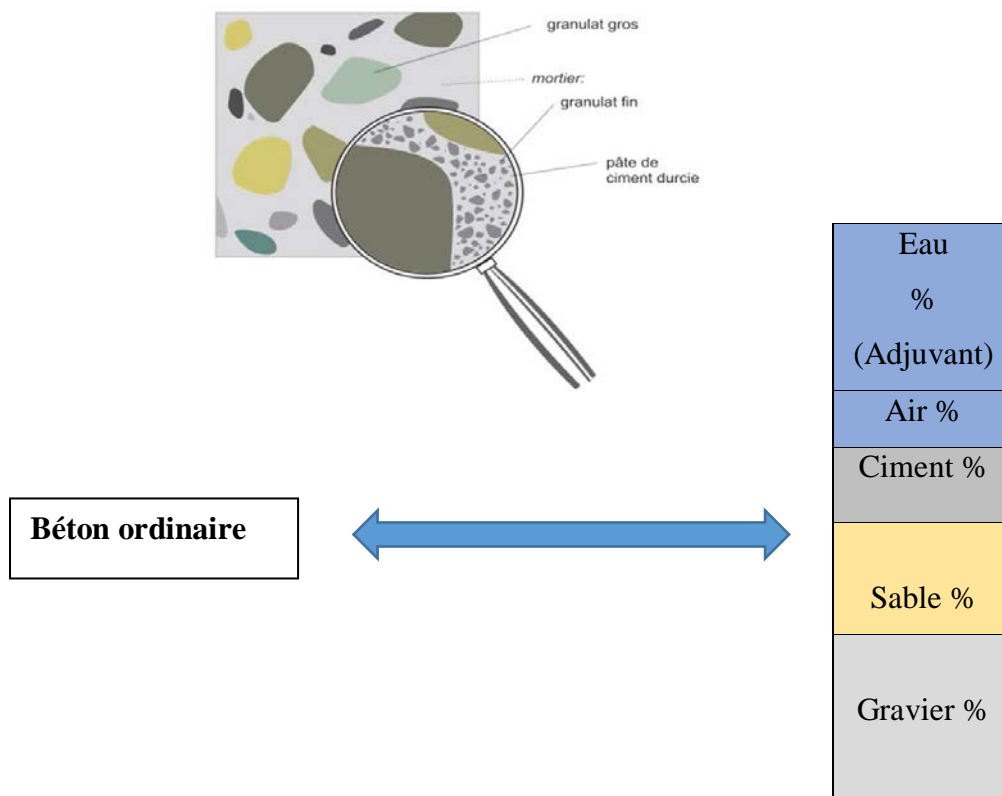 granulat gros
mortier:
granulat fin
pâte de
ciment durcie
Eau
%
(Adjuvant)
Air %
Ciment %
Béton ordinaire
Sable %
Gravier %